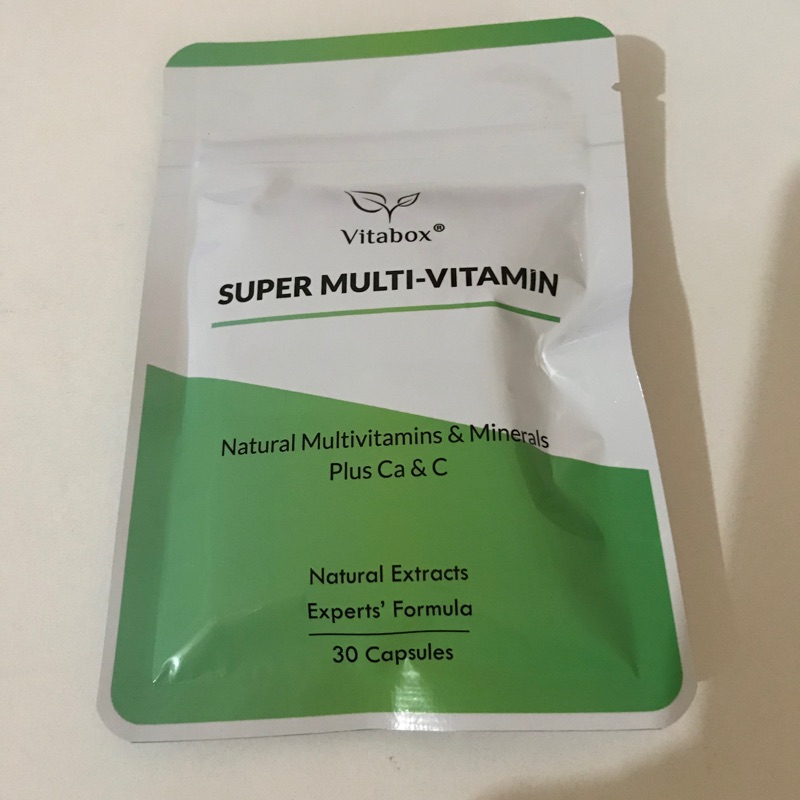 Vitabox®
SUPER MULTI-VITAMIN
Natural Multivitamins & Minerals
Plus Ca & C
Natural Extracts
Experts' Formula
30 Capsules